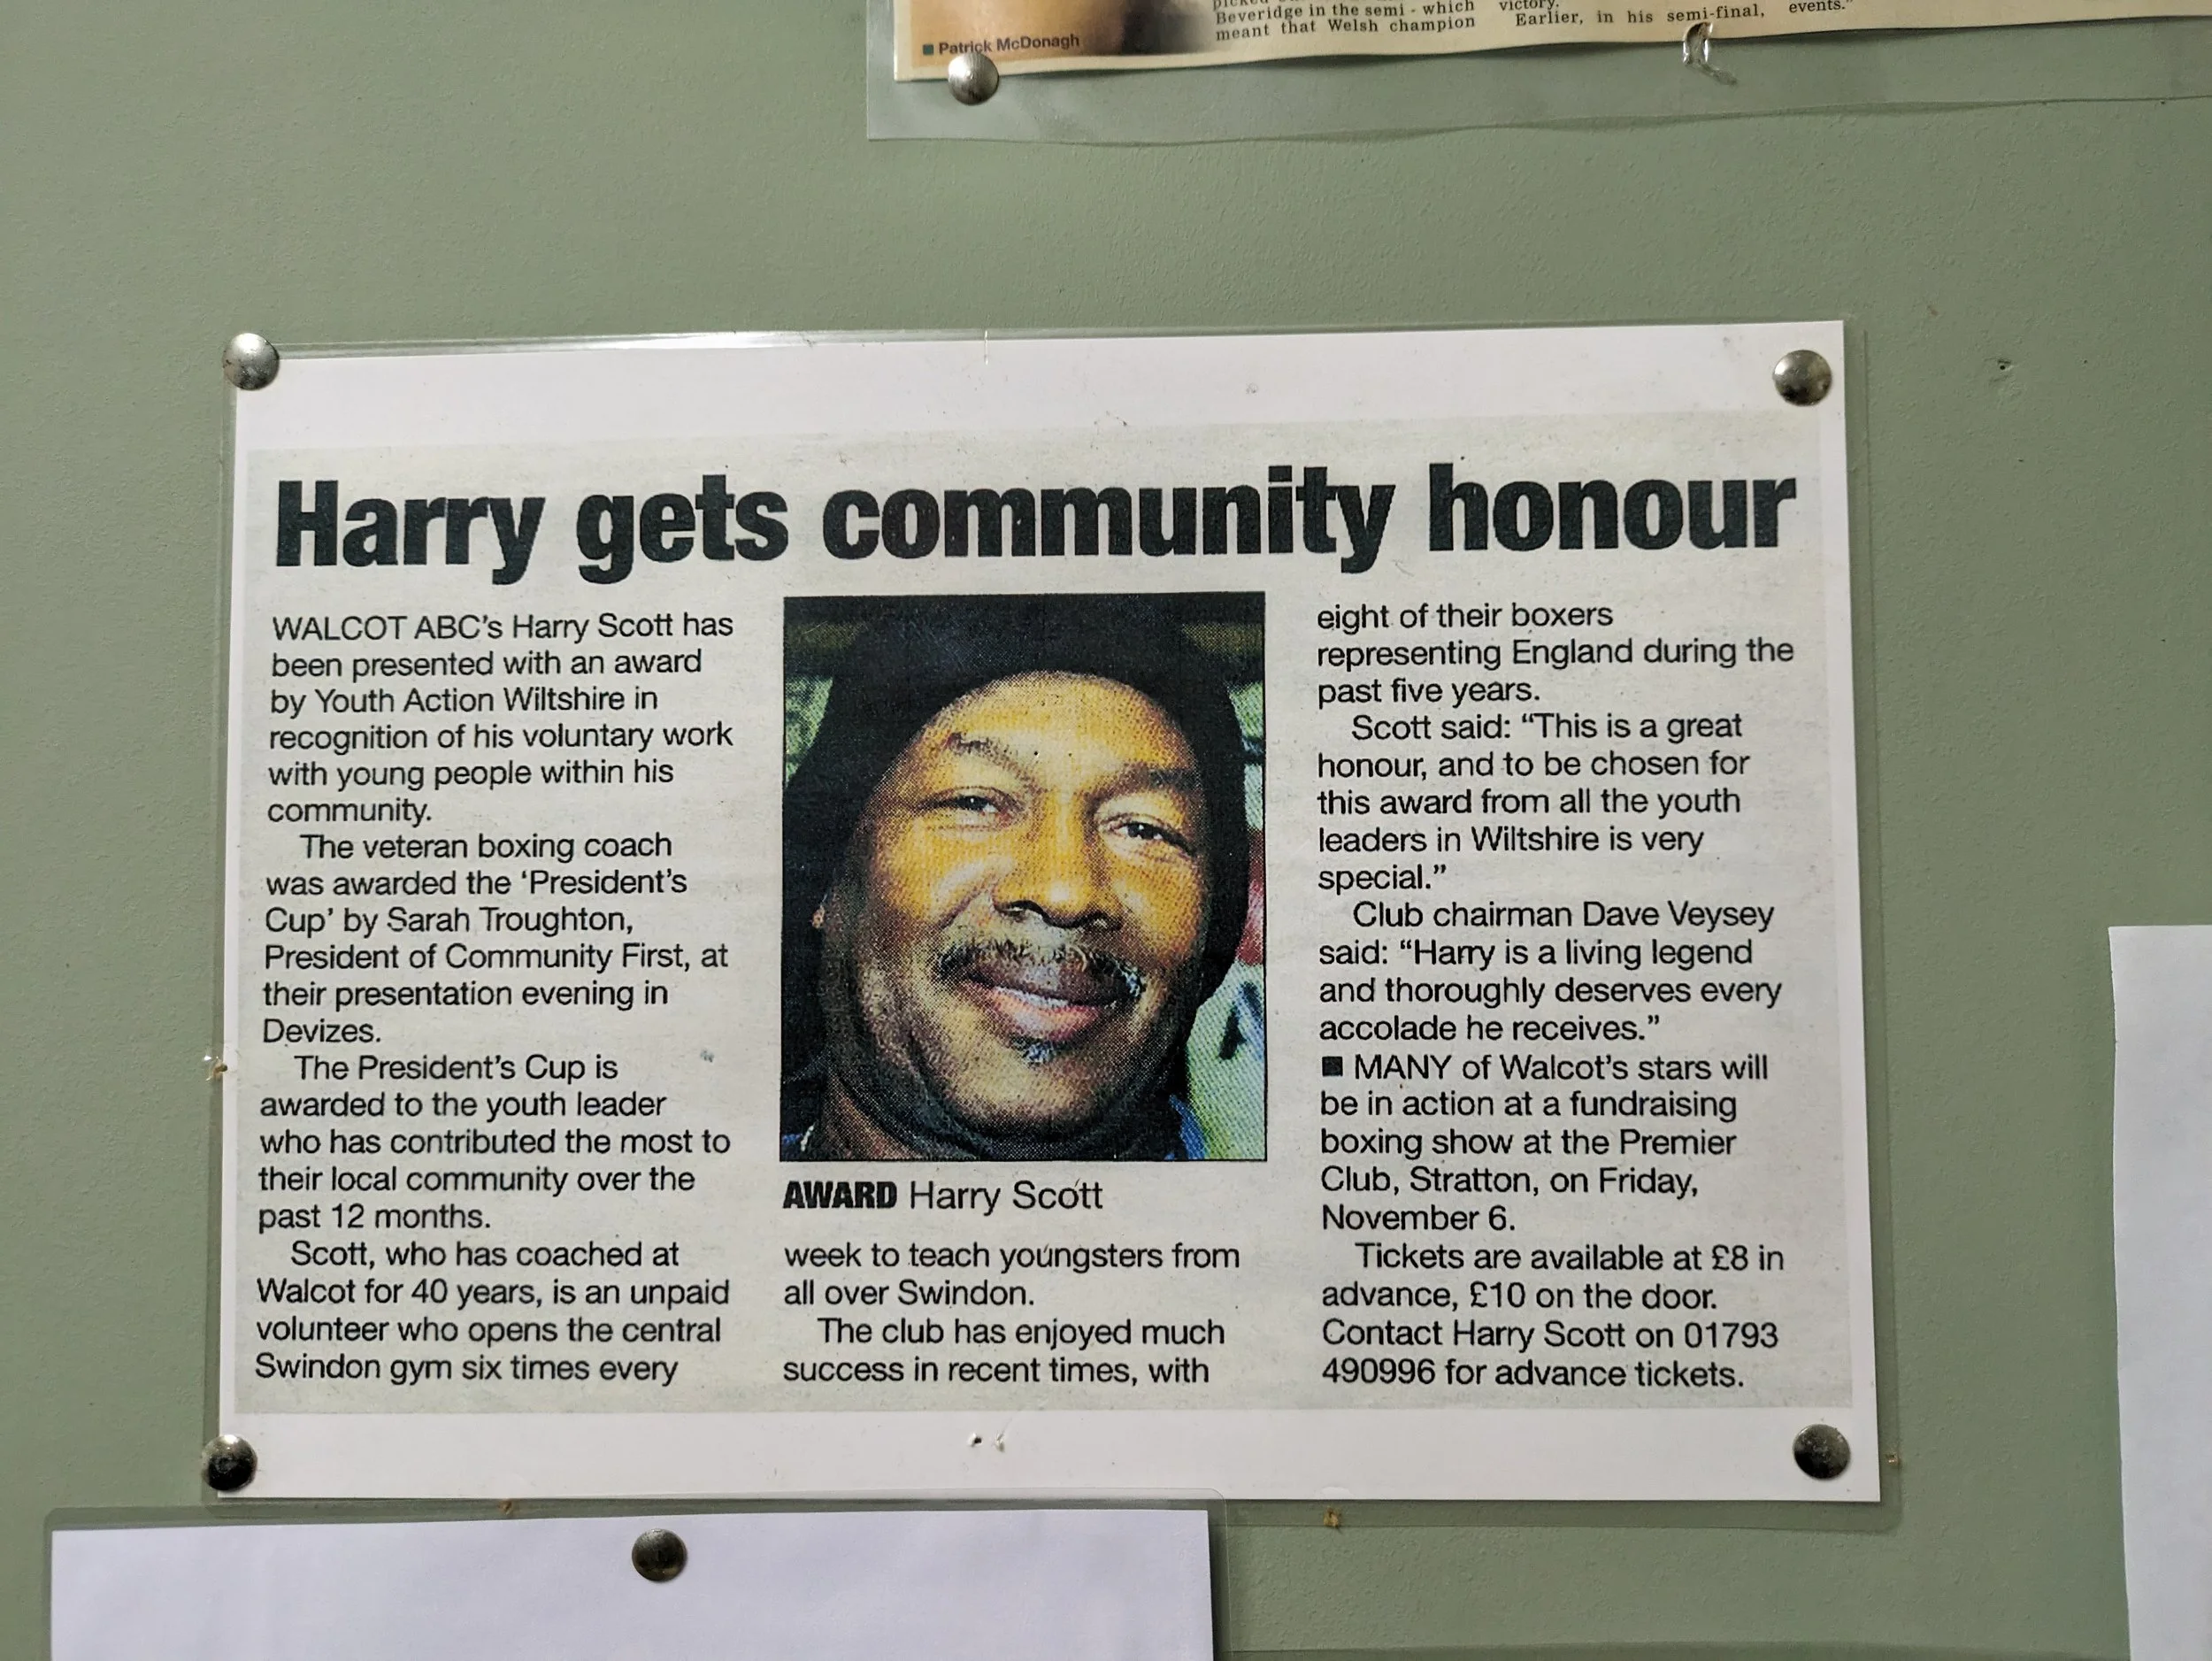 Patrick McDonagh
Beveridge in the semi - which
meant that Welsh champion
victory.
Earlier, in his semi-final,
events."
Harry gets community honour
WALCOT ABC's Harry Scott has
been presented with an award
by Youth Action Wiltshire in
recognition of his voluntary work
with young people within his
community.
The veteran boxing coach
was awarded the ‘President's
Cup’ by Sarah Troughton,
President of Community First, at
their presentation evening in
Devizes.
The President's Cup is
awarded to the youth leader
who has contributed the most to
their local community over the
past 12 months.
Scott, who has coached at
Walcot for 40 years, is an unpaid
volunteer who opens the central
Swindon gym six times every
AWARD Harry Scott
week to teach youngsters from
all over Swindon.
The club has enjoyed much
success in recent times, with
eight of their boxers
representing England during the
past five years.
Scott said: “This is a great
honour, and to be chosen for
this award from all the youth
leaders in Wiltshire is very
special.”
Club chairman Dave Veysey
said: “Harry is a living legend
and thoroughly deserves every
accolade he receives.”
■ MANY of Walcot's stars will
be in action at a fundraising
boxing show at the Premier
Club, Stratton, on Friday,
November 6.
Tickets are available at £8 in
advance, £10 on the door.
Contact Harry Scott on 01793
490996 for advance tickets.